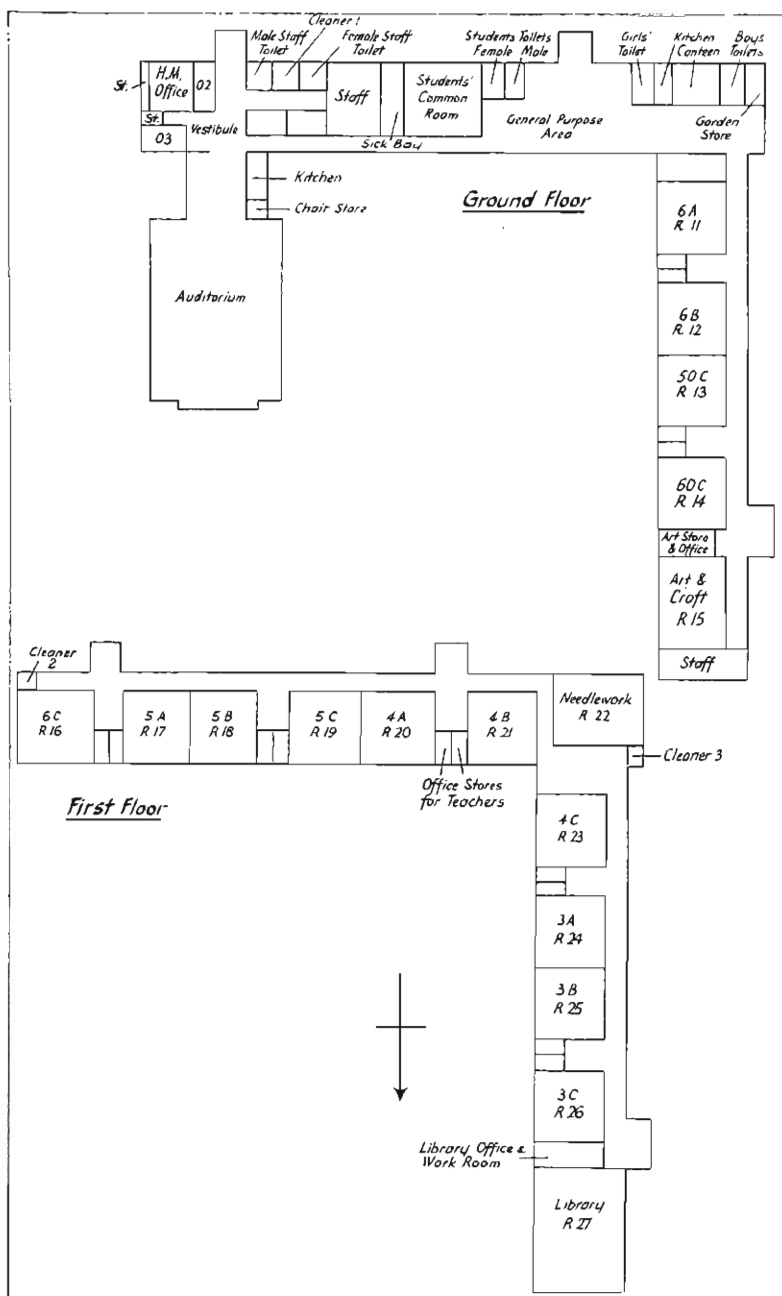 Cleaner 1
Male Staff
Toilet
Female Staff
Toilet
Students Toilets
Female Male
Girls'
Toilet
Kitchen
Canteen
Boys
Toilets
St.
H.M.
Office
02
St.
03
Vestibule
Staff
Sick Bay
Students'
Common
Room
General Purpose
Area
Garden
Store
Kitchen
Chair Store
Ground Floor
Auditorium
6A
R 11
6B
R 12
5OC
R 13
6OC
R 14
Art Store
& Office
Art &
Craft
R 15
Staff
Cleaner
2
6C
R 16
5A
R 17
5B
R 18
5C
R 19
4A
R 20
4B
R 21
Needlework
R 22
Cleaner 3
Office Stores
for Teachers
First Floor
4C
R 23
3A
R 24
3B
R 25
3C
R 26
Library Office &
Work Room
Library
R 27